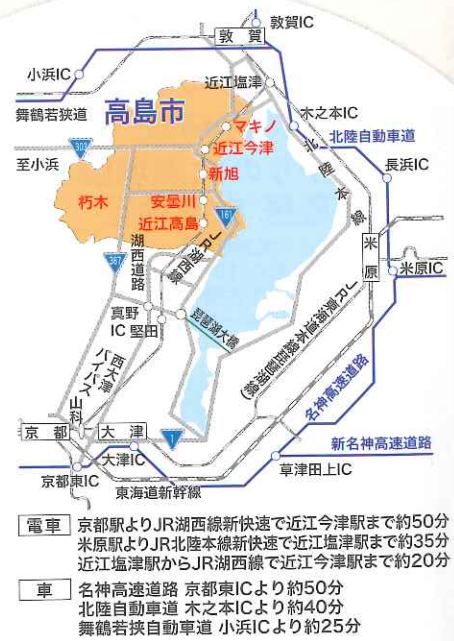 敦賀IC
敦賀
小浜IC
近江塩津
舞鶴若狭道
高島市
マキノ
木之本IC
303
近江今津
北陸自動車道
至小浜
新旭
北陸本線
長浜IC
朽木
安曇川
161
近江高島
米原
367
湖西道路
JR湖西線
米原IC
真野IC
堅田
琵琶湖大橋
JR東海道本線(琵琶湖線)
西大津バイパス
山科
名神高速道路
京都
大津
1
新名神高速道路
大津IC
草津田上IC
京都東IC
東海道新幹線
電車 京都駅よりJR湖西線新快速で近江今津駅まで約50分
米原駅よりJR北陸本線新快速で近江塩津駅まで約35分
近江塩津駅からJR湖西線で近江今津駅まで約20分
車 名神高速道路 京都東ICより約50分
北陸自動車道 木之本ICより約40分
舞鶴若狭自動車道 小浜ICより約25分